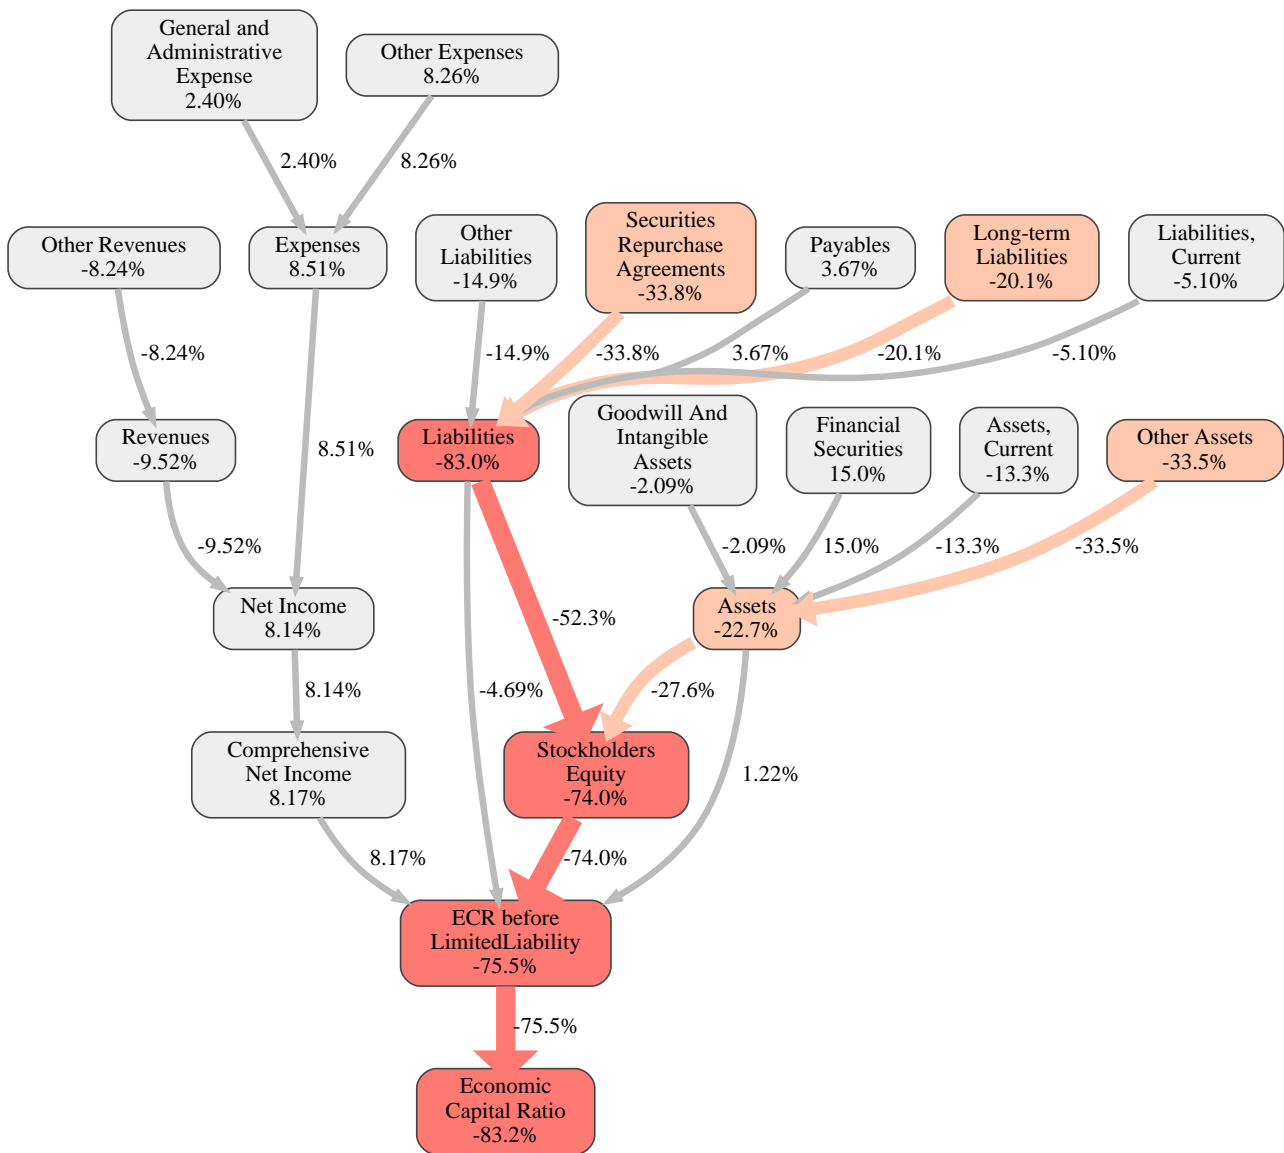 General and
Administrative
Expense
2.40%
Other Expenses
8.26%
2.40%
8.26%
Other Revenues
-8.24%
Expenses
8.51%
Other
Liabilities
-14.9%
Securities
Repurchase
Agreements
-33.8%
Payables
3.67%
Long-term
Liabilities
-20.1%
Liabilities,
Current
-5.10%
-8.24%
-14.9%
-33.8%
3.67%
-20.1%
-5.10%
Revenues
-9.52%
8.51%
Liabilities
-83.0%
Goodwill And
Intangible
Assets
-2.09%
Financial
Securities
15.0%
Assets,
Current
-13.3%
Other Assets
-33.5%
-9.52%
-2.09%
15.0%
-13.3%
-33.5%
Net Income
8.14%
-52.3%
Assets
-22.7%
8.14%
-4.69%
-27.6%
Comprehensive
Net Income
8.17%
Stockholders
Equity
-74.0%
1.22%
8.17%
-74.0%
ECR before
LimitedLiability
-75.5%
-75.5%
Economic
Capital Ratio
-83.2%